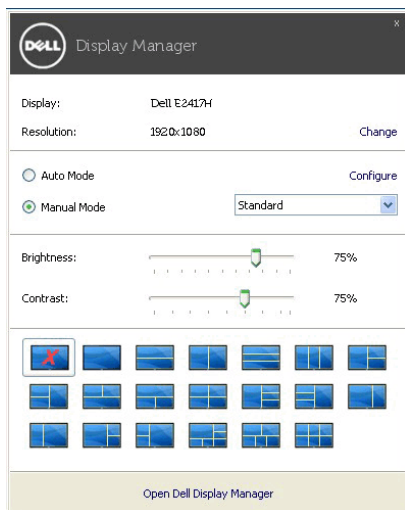 x
DELL Display Manager
Display: Dell E2417H
Resolution: 1920x1080 Change
Auto Mode Configure
Manual Mode Standard
Brightness: 75%
Contrast: 75%
Open Dell Display Manager